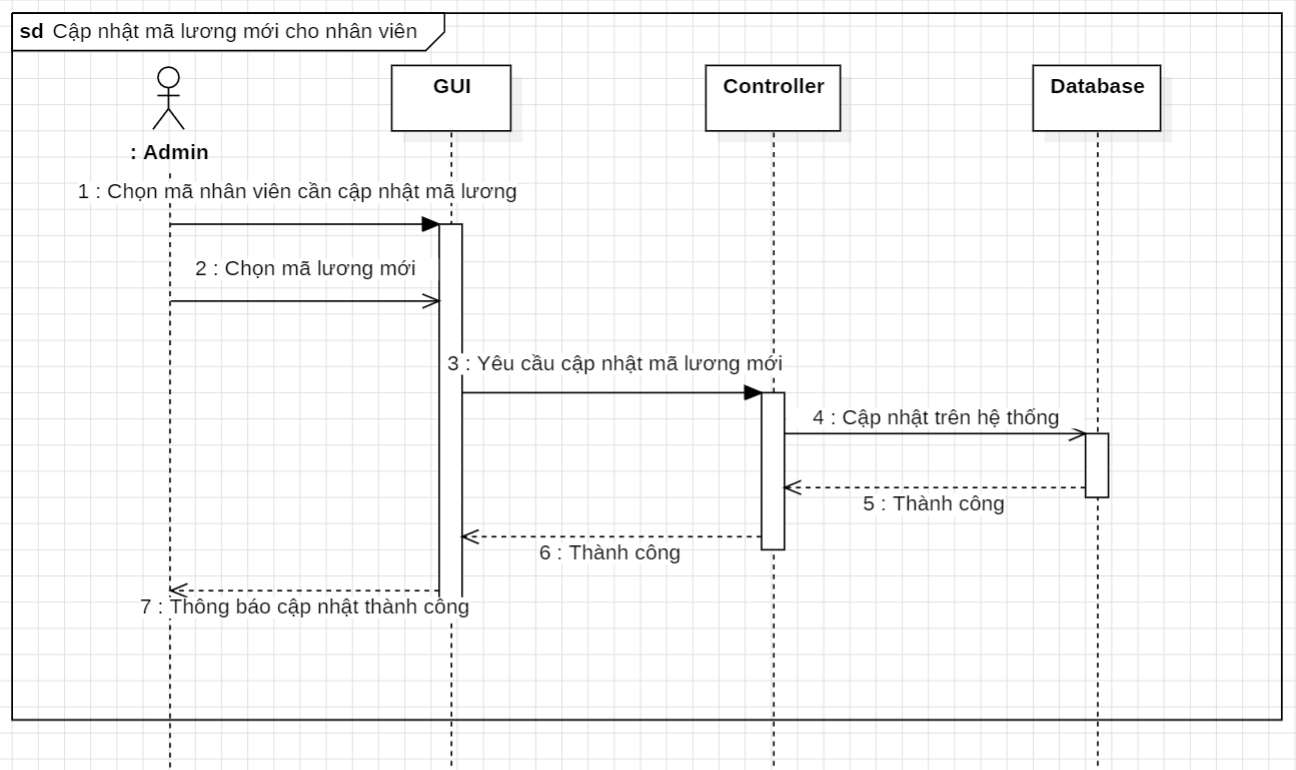 sd Cập nhật mã lương mới cho nhân viên
GUI
Controller
Database
: Admin
1 : Chọn mã nhân viên cần cập nhật mã lương
2 : Chọn mã lương mới
3 : Yêu cầu cập nhật mã lương mới
4 : Cập nhật trên hệ thống
5 : Thành công
6 : Thành công
7 : Thông báo cập nhật thành công